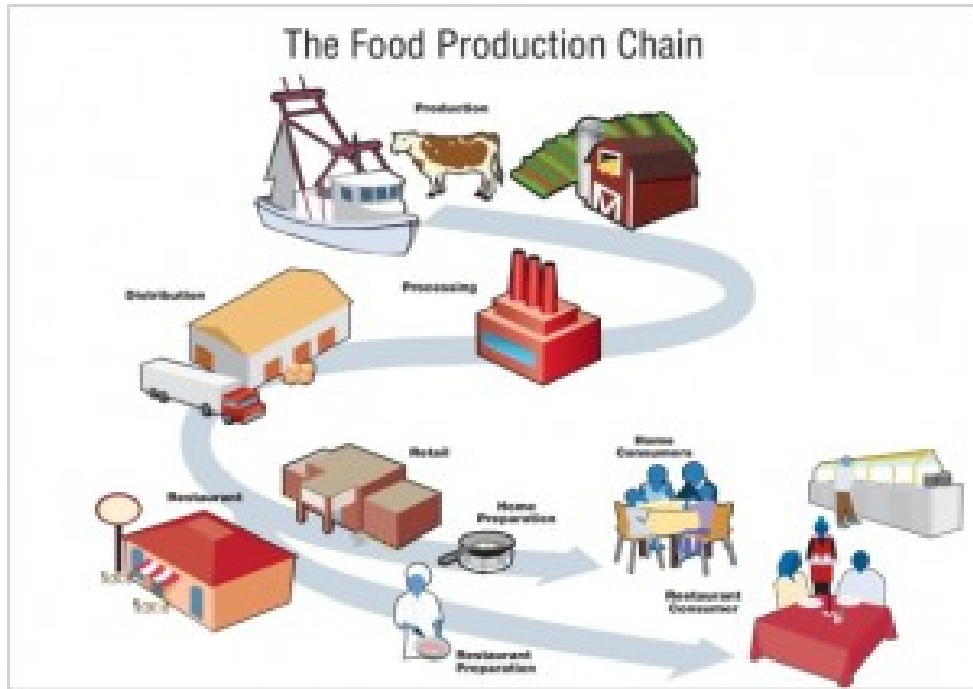 The Food Production Chain
Production
Distribution
Processing
Retail
Home
Consumers
Restaurant
Home
Preparation
Restaurant
Consumer
Restaurant
Preparation